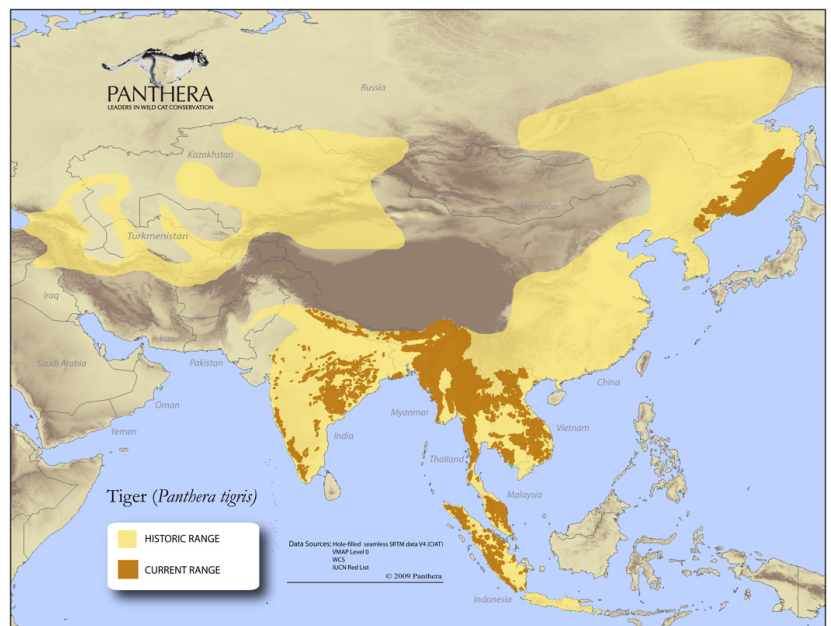 Russia
PANTHERA
LEADERS IN WILD CAT CONSERVATION
Kazakhstan
Mongolia
Turkmenistan
Iraq
Iran
Saudi Arabia
Pakistan
China
Oman
Myanmar
Yemen
India
Vietnam
Thailand
Malaysia
Tiger (Panthera tigris)
HISTORIC RANGE
CURRENT RANGE
Data Sources: Hole-filled seamless SRTM data V4 (CIAT)
VMAP Level 0
WCS
IUCN Red List
© 2009 Panthera
Indonesia